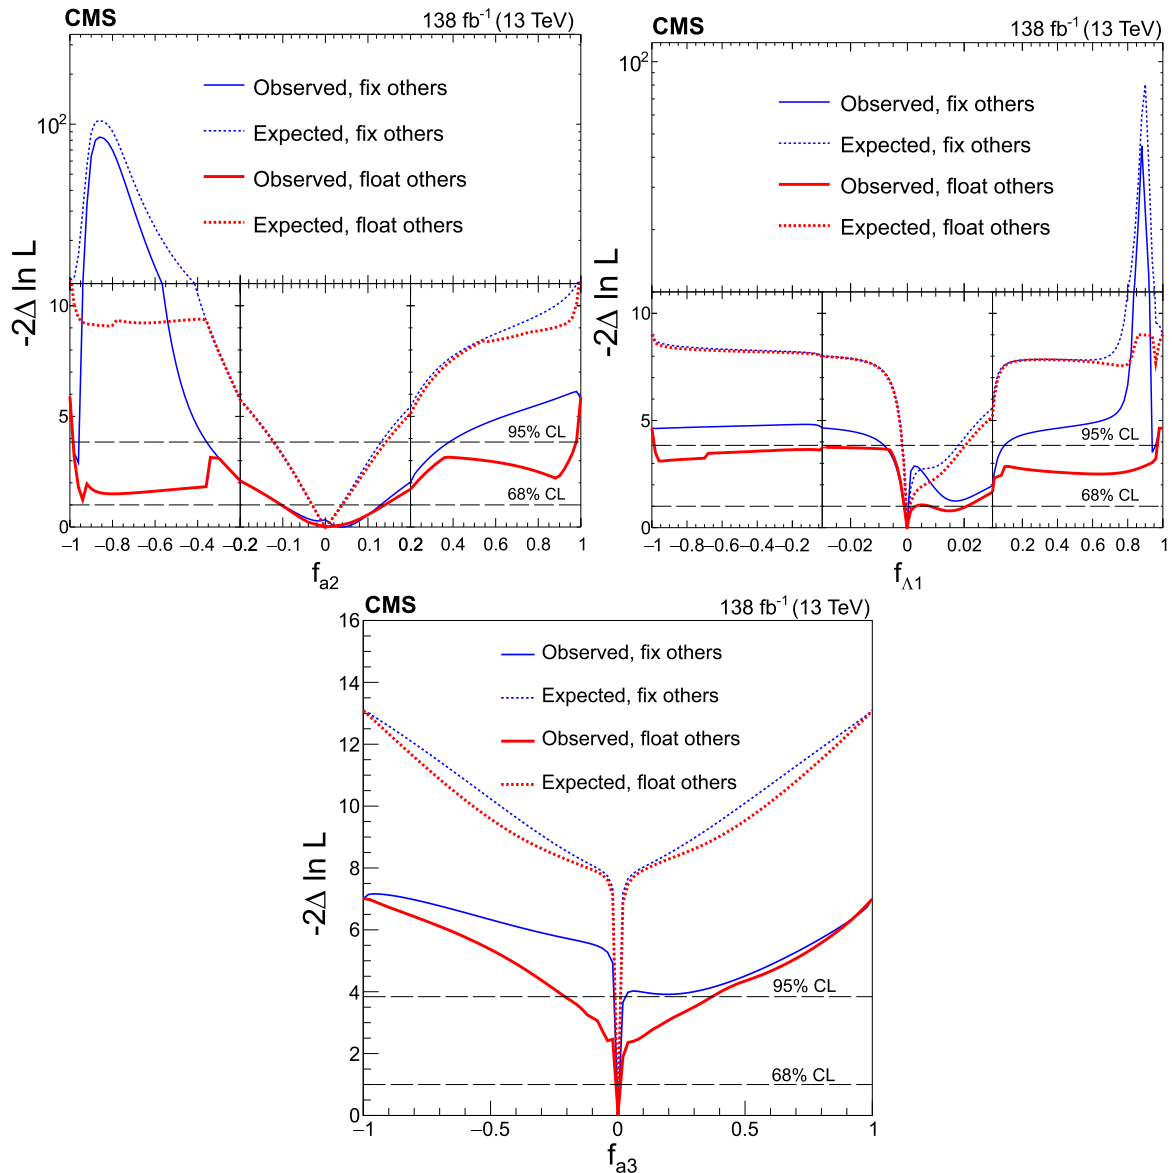 CMS 138 fb⁻¹ (13 TeV)
Observed, fix others
Expected, fix others
Observed, float others
Expected, float others
10²
-2Δ ln L
10
5
0
95% CL
68% CL
−1 −0.8 −0.6 −0.4 −0.2 −0.1 0 0.1 0.2 0.4 0.6 0.8 1
f_a2
CMS 138 fb⁻¹ (13 TeV)
Observed, fix others
Expected, fix others
Observed, float others
Expected, float others
10²
-2Δ ln L
10
5
0
95% CL
68% CL
−1 −0.8 −0.6 −0.4 −0.2 −0.02 0 0.02 0.2 0.4 0.6 0.8 1
f_Λ1
CMS 138 fb⁻¹ (13 TeV)
Observed, fix others
Expected, fix others
Observed, float others
Expected, float others
-2Δ ln L
16
14
12
10
8
6
4
2
0
95% CL
68% CL
−1 −0.5 0 0.5 1
f_a3